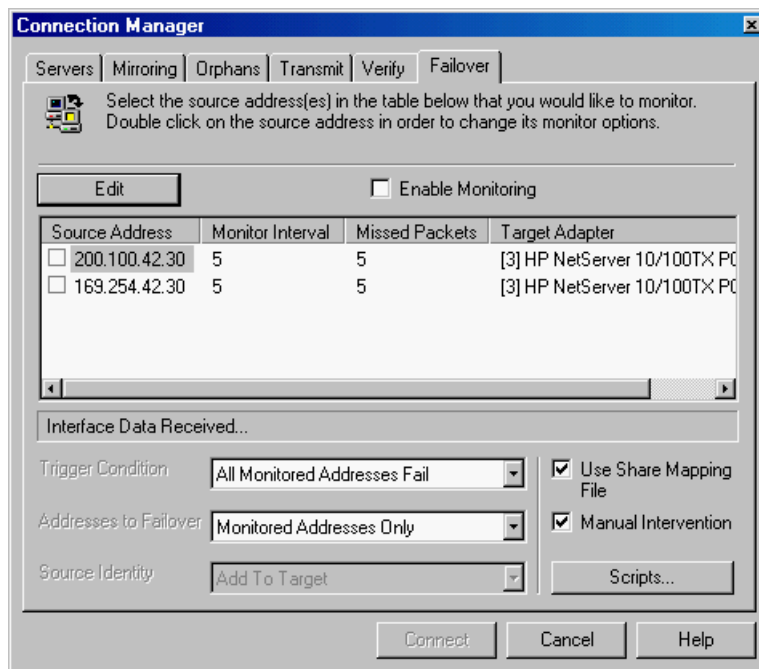 Connection Manager
Servers Mirroring Orphans Transmit Verify Failover
Select the source address(es) in the table below that you would like to monitor.
Double click on the source address in order to change its monitor options.
Edit Enable Monitoring
Source Address Monitor Interval Missed Packets Target Adapter
200.100.42.30 5 5 [3] HP NetServer 10/100TX
169.254.42.30 5 5 [3] HP NetServer 10/100TX
Interface Data Received...
Trigger Condition All Monitored Addresses Fail Use Share Mapping
File
Addresses to Failover Monitored Addresses Only Manual Intervention
Source Identity Add To Target Scripts...
Connect Cancel Help